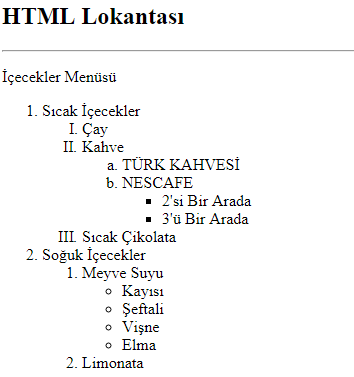 HTML Lokantası
İçecekler Menüsü
1. Sıcak İçecekler
I. Çay
II. Kahve
a. TÜRK KAHVESİ
b. NESCAFE
▪ 2'si Bir Arada
▪ 3'ü Bir Arada
III. Sıcak Çikolata
2. Soğuk İçecekler
1. Meyve Suyu
○ Kayısı
○ Şeftali
○ Vişne
○ Elma
2. Limonata